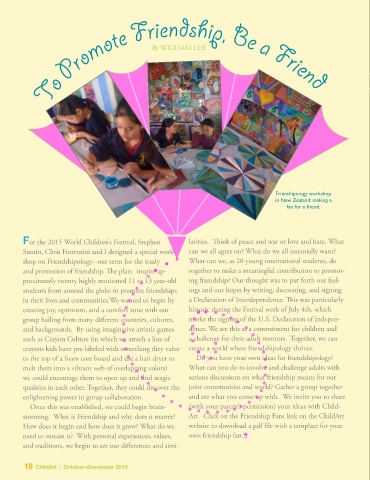 To Promote Friendship, Be a Friend
By WILLIAM LEE
Friendshipology workshop
in New Zealand making a
fan for a friend.
For the 2015 World Children's Festival, Stephen
Smuin, Chris Fiorentini and I designed a special work-
shop on Friendshipology—our term for the study
and promotion of friendship. The plan: inspire ap-
proximately twenty highly motivated 11 to 13 year-old
students from around the globe to promote friendships
in their lives and communities. We wanted to begin by
creating joy, optimism, and a comfort zone with our
group hailing from many different countries, cultures,
and backgrounds. By using imaginative artistic games
such as Crayon Cultura (in which we attach a line of
crayons kids have pre-labeled with something they value
to the top of a foam core board and use a hair dryer to
melt them into a vibrant web of overlapping colors)
we could encourage them to open up and find magic
qualities in each other. Together, they could discover the
enlightening power in group collaboration.
Once this was established, we could begin brain-
storming. What is Friendship and why does it matter?
How does it begin and how does it grow? What do we
need to sustain it? With personal experiences, values,
and traditions, we begin to see our differences and simi-
larities. Think of peace and war or love and hate. What
can we all agree on? What do we all essentially want?
What can we, as 20 young international students, do
together to make a meaningful contribution to promot-
ing friendship? Our thought was to put forth our feel-
ings and our hopes by writing, decorating, and signing
a Declaration of Interdependence. This was particularly
historic during the Festival week of July 4th, which
marks the signing of the U.S. Declaration of Indepen-
dence. We see this as a commitment for children and
a challenge for their adult mentors. Together, we can
create a world where friendshipology thrives.
Do you have your own ideas for friendshipology?
What can you do to involve and challenge adults with
serious discussions on what friendship means for our
joint communities and world? Gather a group together
and see what you come up with. We invite you to share
(with your parent's permission) your ideas with Child-
Art. Click on the Friendship Fans link on the ChildArt
website to download a pdf file with a template for your
own friendship fan.
18 ChildArt | October-December 2015